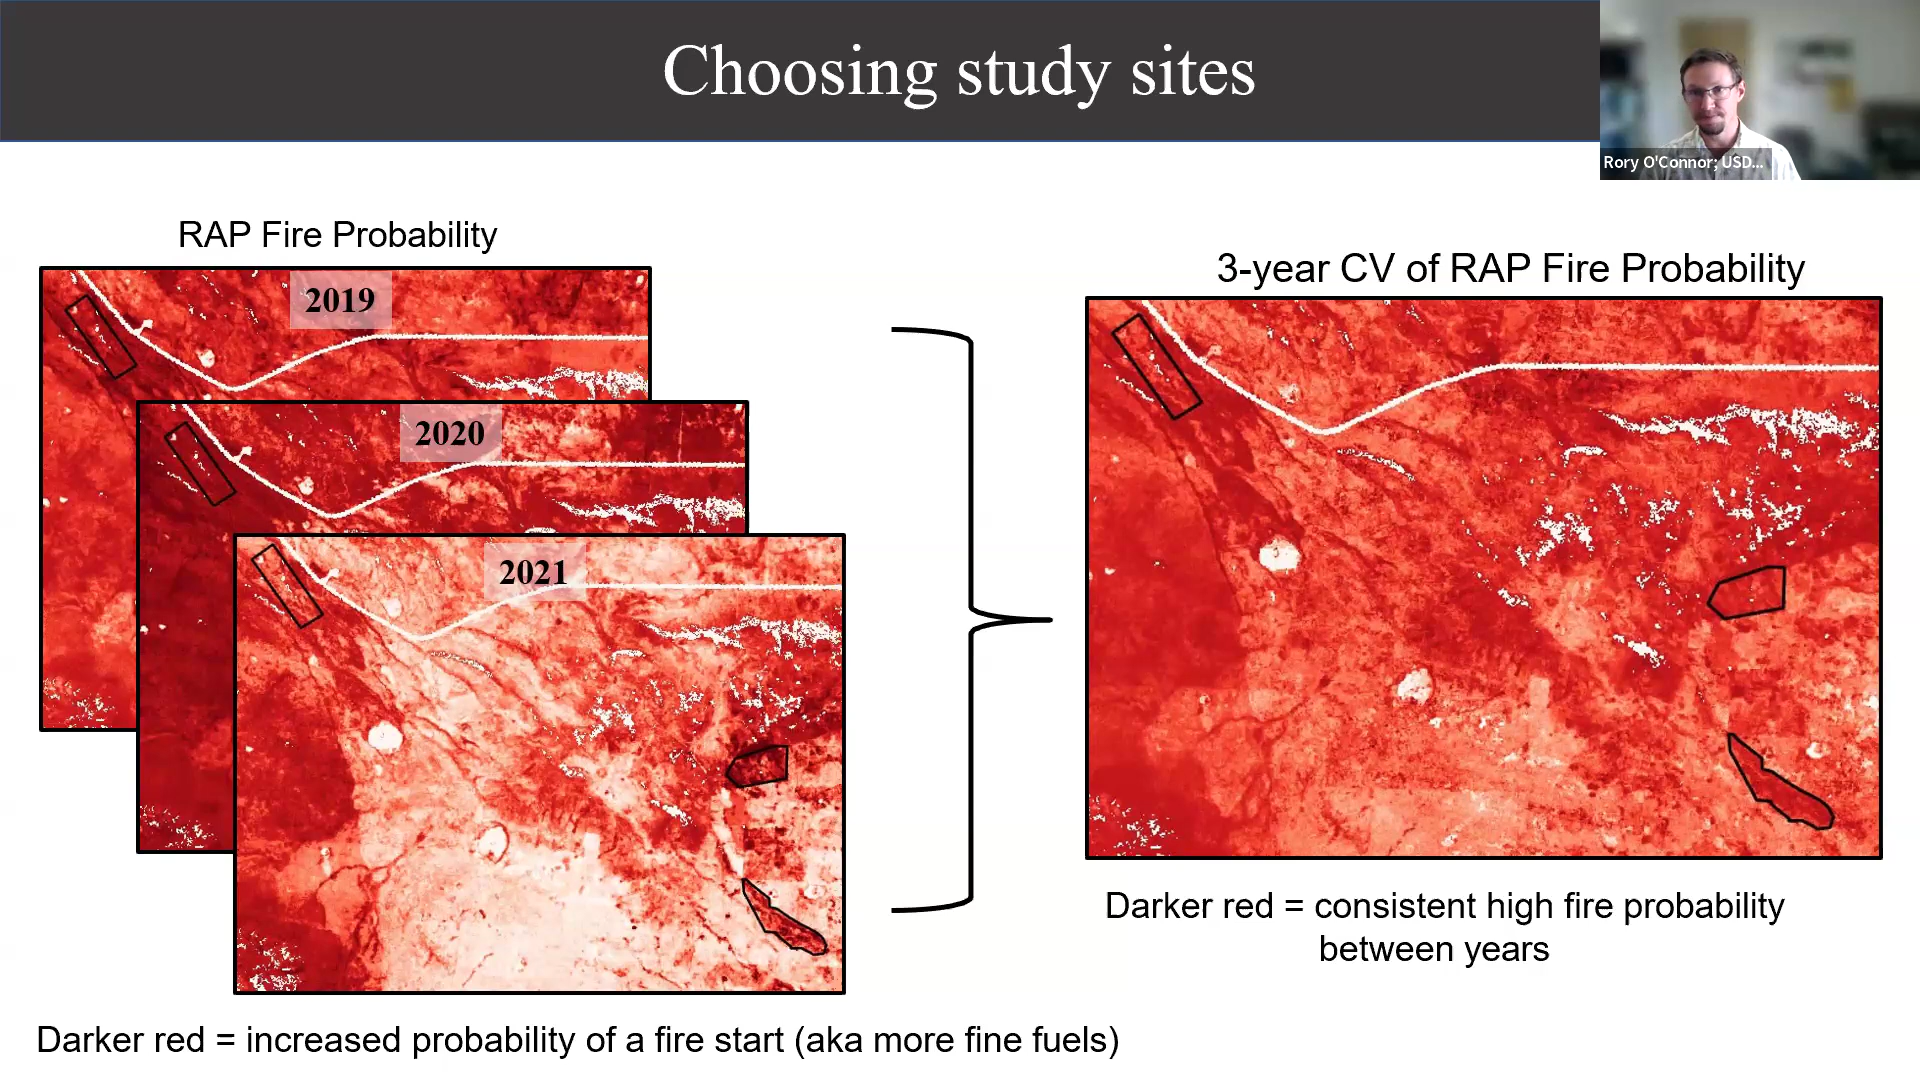 Choosing study sites
Rory O'Connor; USD...
RAP Fire Probability
2019
2020
2021
3-year CV of RAP Fire Probability
Darker red = consistent high fire probability
between years
Darker red = increased probability of a fire start (aka more fine fuels)